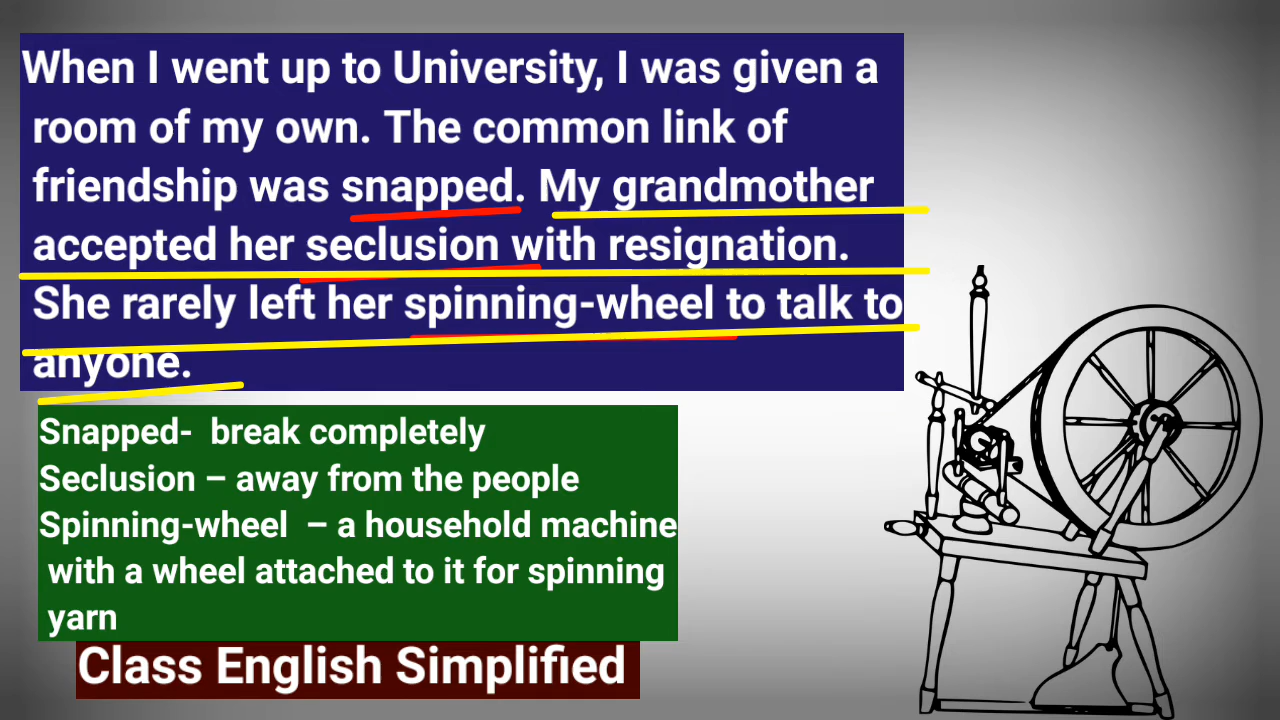 When I went up to University, I was given a
room of my own. The common link of
friendship was snapped. My grandmother
accepted her seclusion with resignation.
She rarely left her spinning-wheel to talk to
anyone.
Snapped- break completely
Seclusion – away from the people
Spinning-wheel – a household machine
with a wheel attached to it for spinning
yarn
Class English Simplified